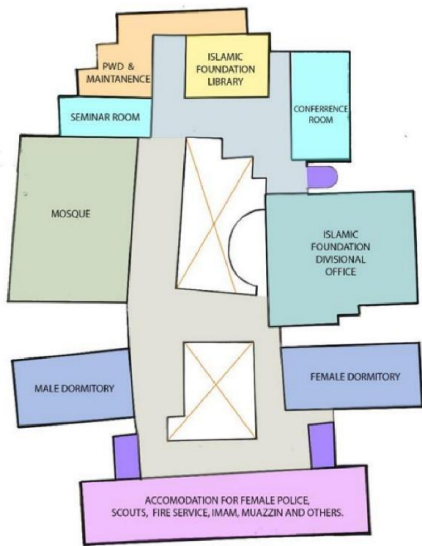 PWD &
MAINTANENCE
ISLAMIC
FOUNDATION
LIBRARY
SEMINAR ROOM
CONFERRENCE
ROOM
MOSQUE
ISLAMIC
FOUNDATION
DIVISIONAL
OFFICE
MALE DORMITORY
FEMALE DORMITORY
ACCOMODATION FOR FEMALE POLICE,
SCOUTS, FIRE SERVICE, IMAM, MUAZZIN AND OTHERS.